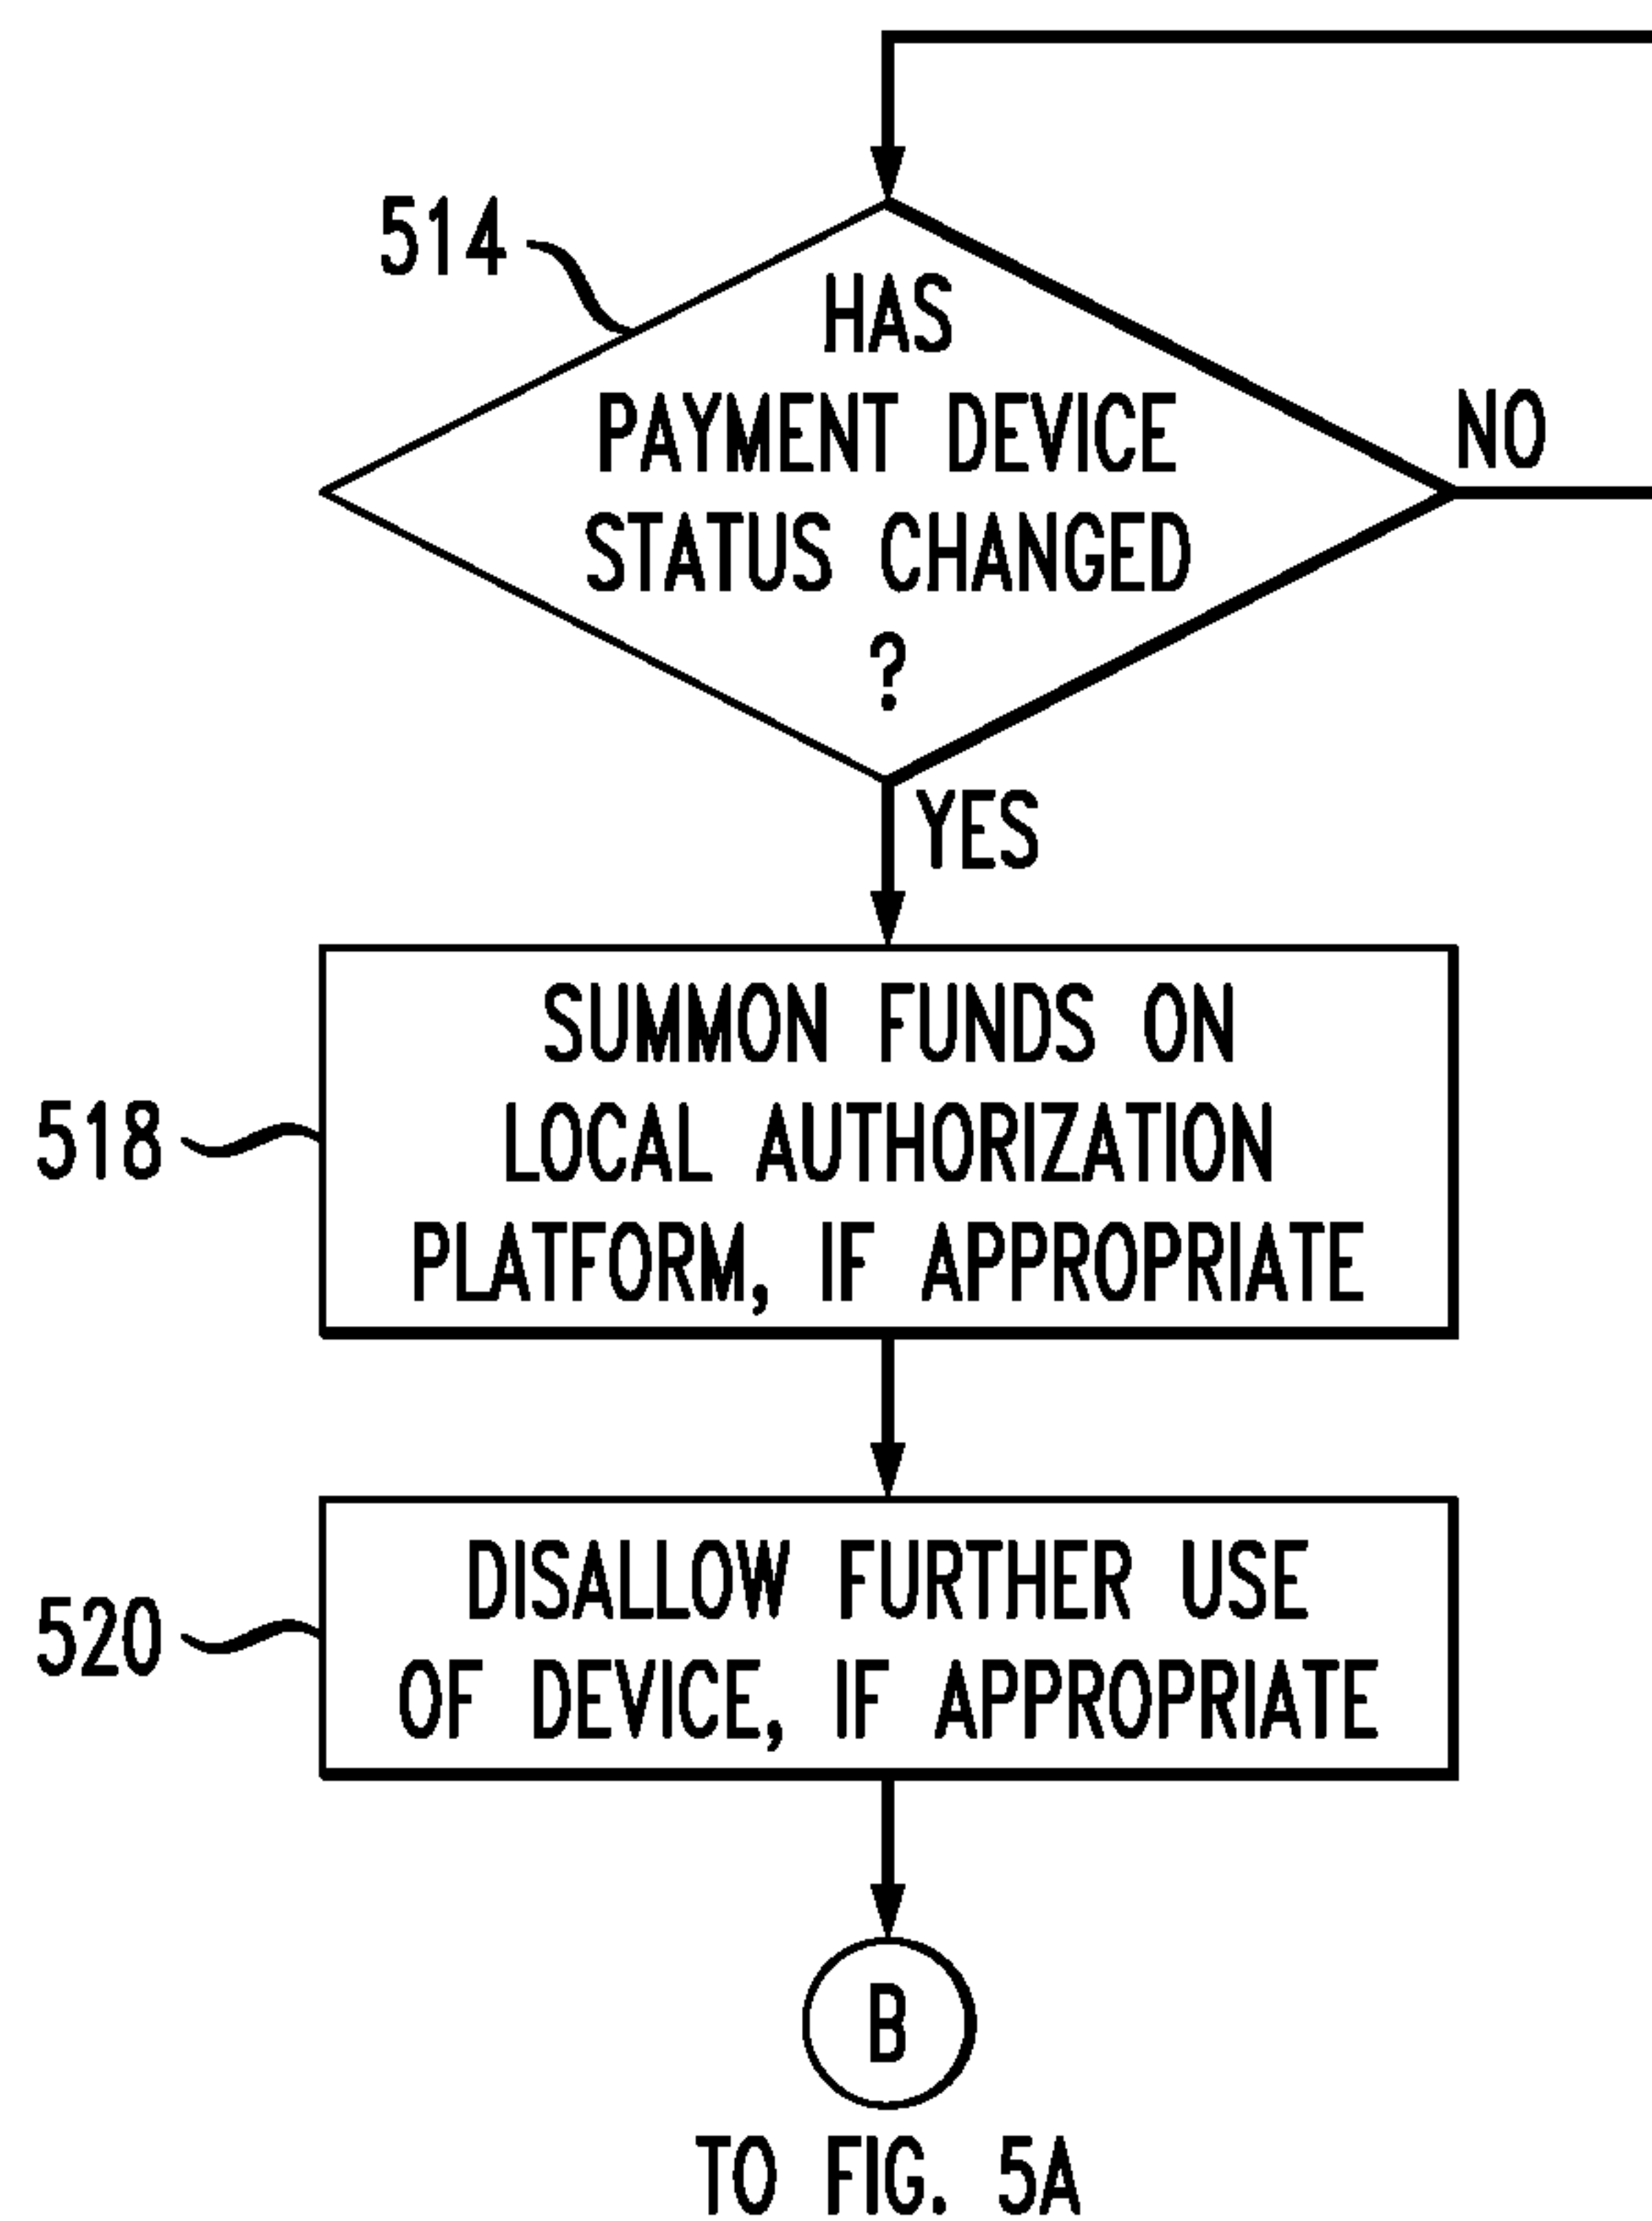 514
HAS
PAYMENT DEVICE
STATUS CHANGED
?
NO
YES
SUMMON FUNDS ON
LOCAL AUTHORIZATION
PLATFORM, IF APPROPRIATE
518
DISALLOW FURTHER USE
OF DEVICE, IF APPROPRIATE
520
B
TO FIG. 5A